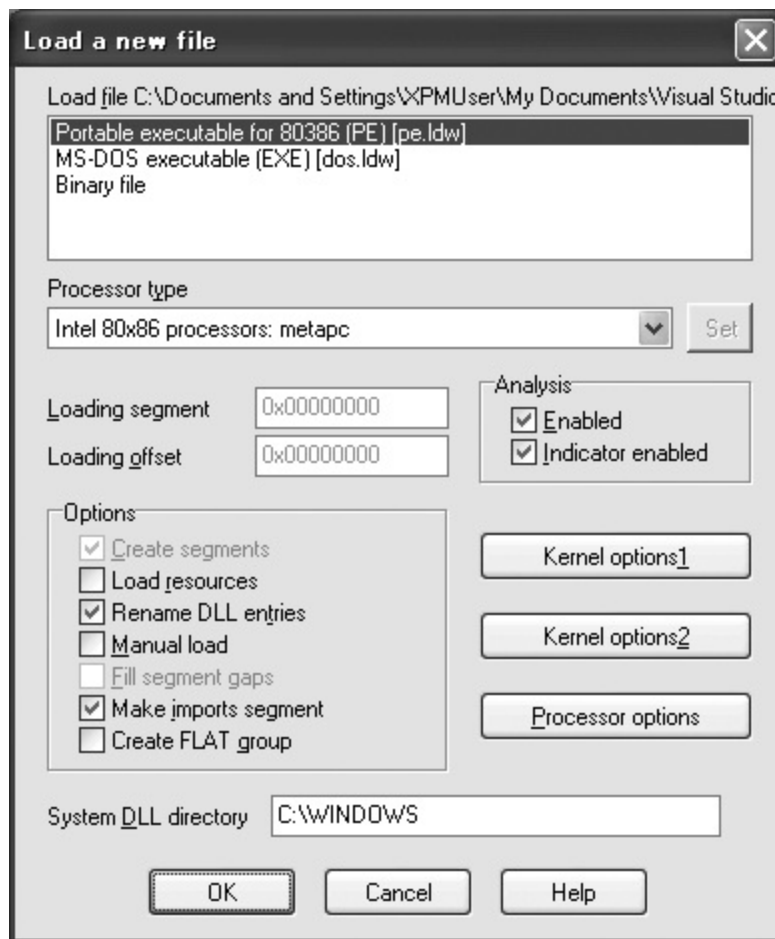 Load a new file
Load file C:\Documents and Settings\XPMUser\My Documents\Visual Studio
Portable executable for 80386 (PE) [pe.ldw]
MS-DOS executable (EXE) [dos.ldw]
Binary file
Processor type
Intel 80x86 processors: metapc
Set
Loading segment
0x00000000
Loading offset
0x00000000
Analysis
Enabled
Indicator enabled
Options
Create segments
Load resources
Rename DLL entries
Manual load
Fill segment gaps
Make imports segment
Create FLAT group
Kernel options1
Kernel options2
Processor options
System DLL directory
C:\WINDOWS
OK
Cancel
Help